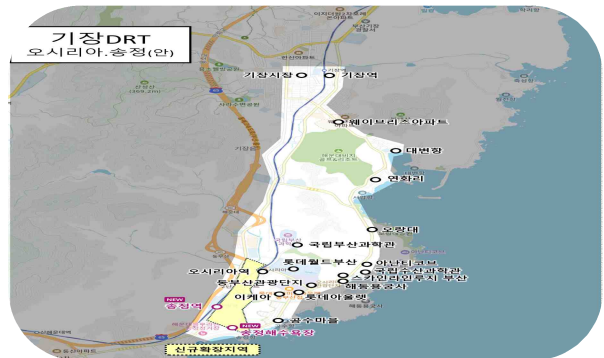 기장DRT
오시리아.송정(안)
기장시장
기장역
웨이브리즈아파트
대변항
연화리
오랑대
국립부산과학관
롯데월드부산
아난티코브
오시리아역
국립수산과학관
스카인라인루지 부산
동부산관광단지
해동용궁사
이케아
롯데아울렛
NEW
송정역
공수마을
NEW
송정해수욕장
신규확장지역